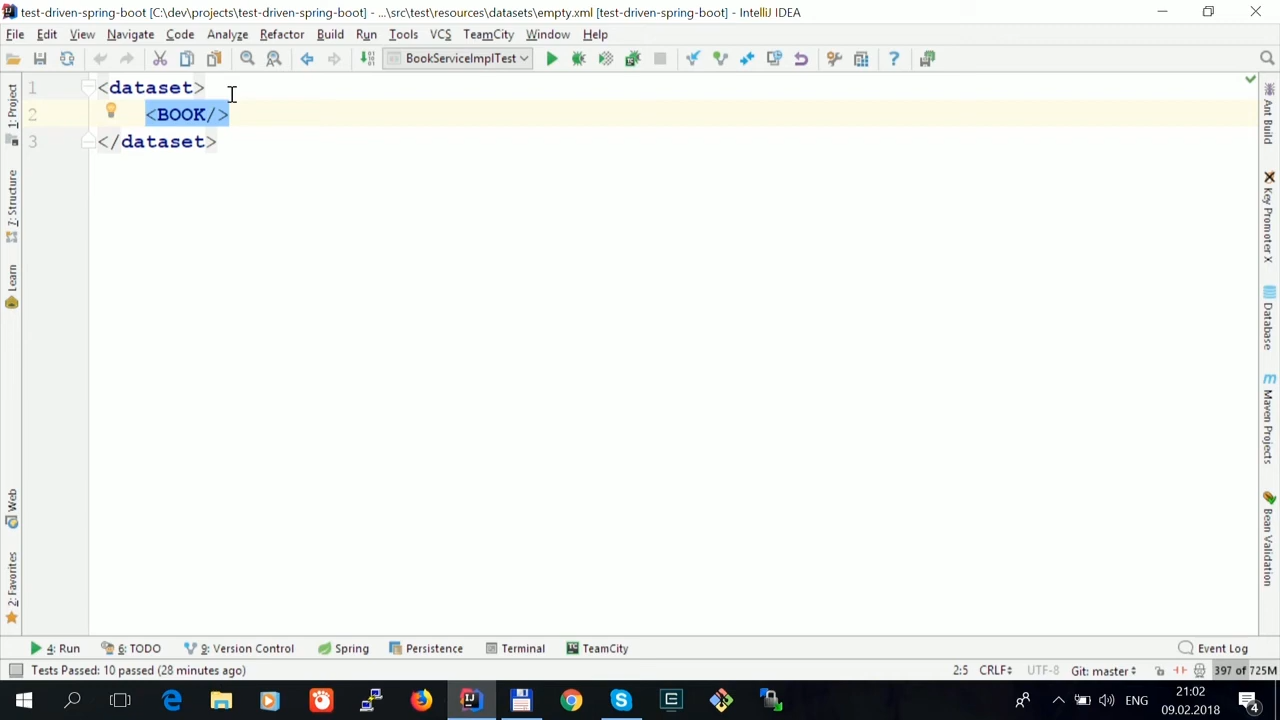 test-driven-spring-boot [C:\dev\projects\test-driven-spring-boot] - ...\src\test\resources\datasets\empty.xml [test-driven-spring-boot] - IntelliJ IDEA
File Edit View Navigate Code Analyze Refactor Build Run Tools VCS TeamCity Window Help
BookServiceImplTest
1 <dataset>
2 <BOOK/>
3 </dataset>
1: Project
7: Structure
Learn
Web
2: Favorites
Ant Build
Key Promoter X
Database
Maven Projects
Bean Validation
4: Run 6: TODO 9: Version Control Spring Persistence Terminal TeamCity Event Log
Tests Passed: 10 passed (28 minutes ago) 2:5 CRLF UTF-8 Git: master 397 of 725M
ENG 21:02
09.02.2018
4